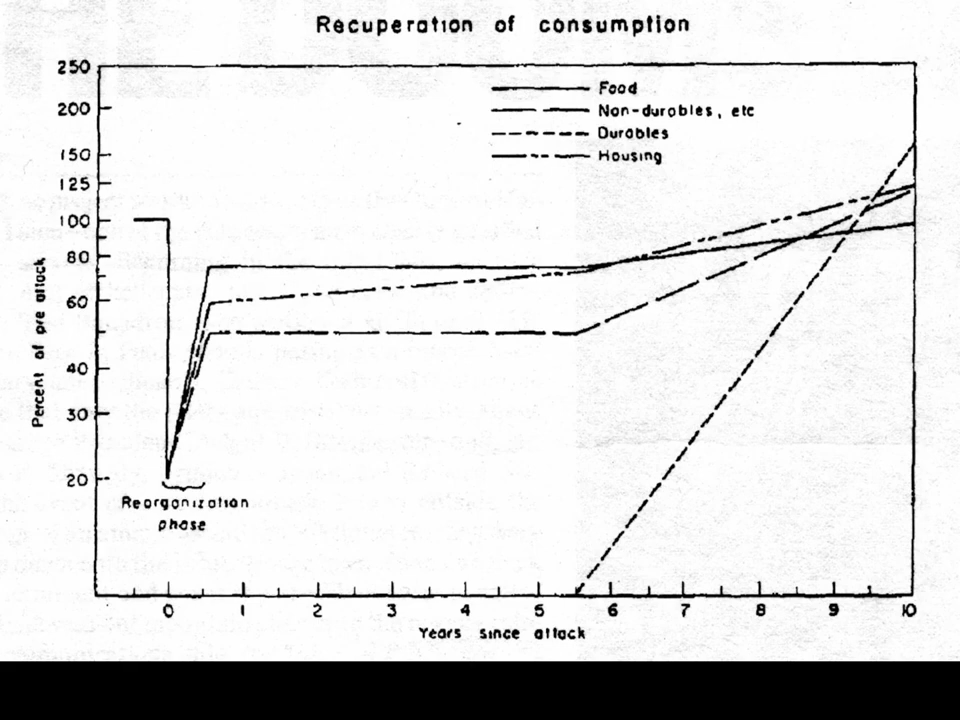 Recuperation of consumption
250
200
150
125
100
80
60
40
30
20
Percent of pre attack
Food
Non-durables, etc
Durables
Housing
Reorganization
phase
0 1 2 3 4 5 6 7 8 9 10
Years since attack